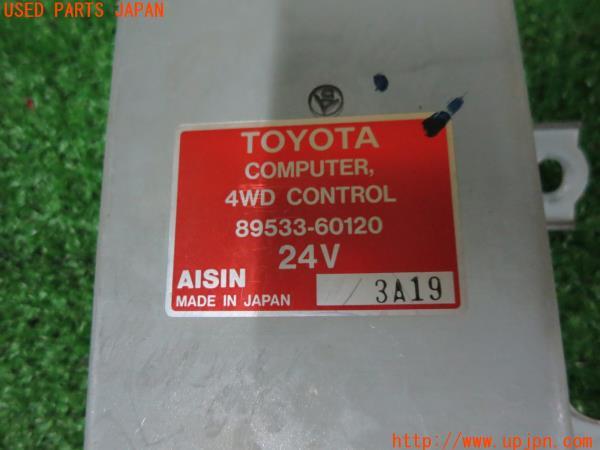 USED PARTS JAPAN
TOYOTA
COMPUTER,
4WD CONTROL
89533-60120
24V
AISIN
MADE IN JAPAN
3A19
http://www.upjpn.com/